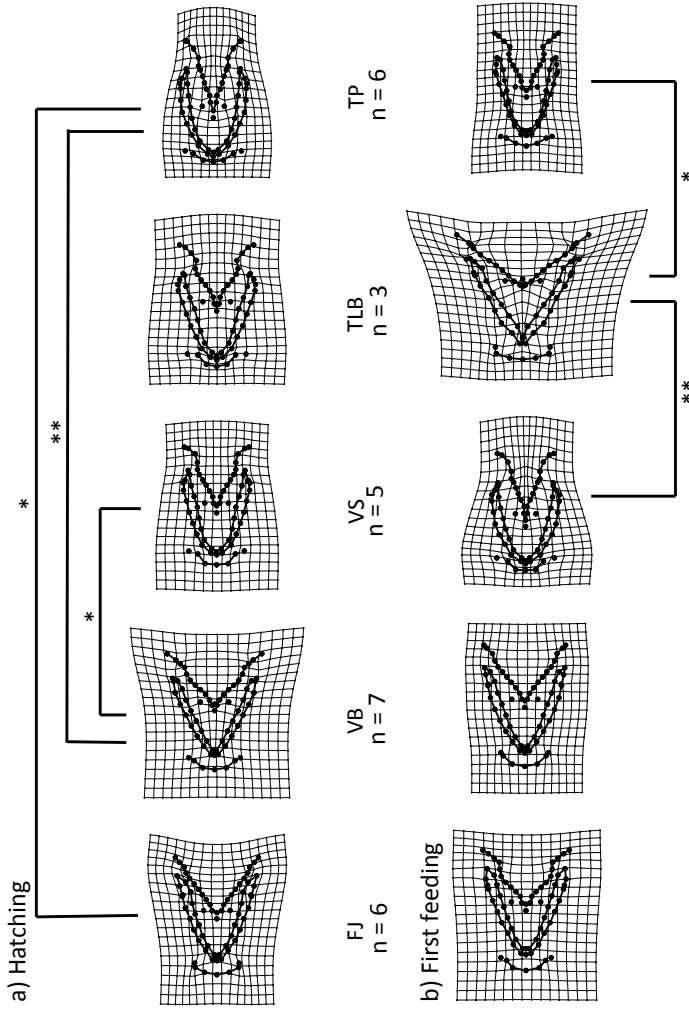 a) Hatching
*
**
*
FJ
n = 6
VB
n = 7
VS
n = 5
TLB
n = 3
TP
n = 6
b) First feeding
**
*